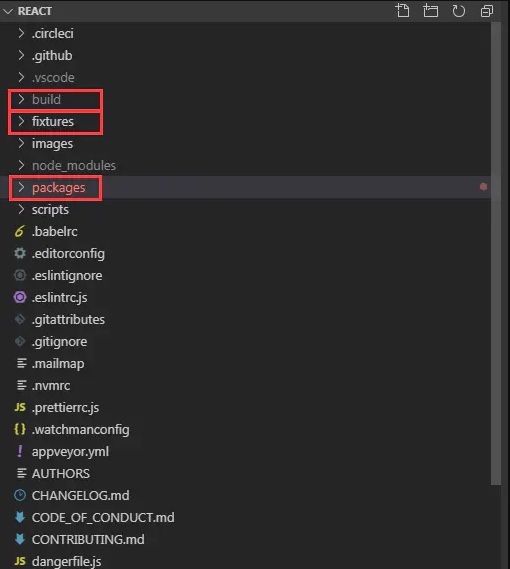 REACT
.circleci
.github
.vscode
build
fixtures
images
node_modules
packages
scripts
.babelrc
.editorconfig
.eslintignore
.eslintrc.js
.gitattributes
.gitignore
.mailmap
.nvmrc
JS .prettierrc.js
{ } .watchmanconfig
! appveyor.yml
AUTHORS
CHANGELOG.md
CODE_OF_CONDUCT.md
CONTRIBUTING.md
JS dangerfile.js